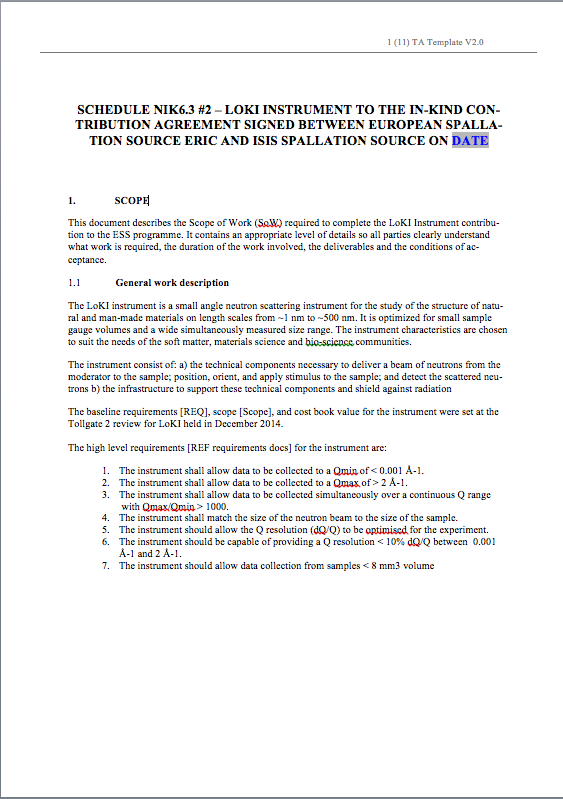 1 (11) TA Template V2.0
SCHEDULE NIK6.3 #2 – LOKI INSTRUMENT TO THE IN-KIND CON-
TRIBUTION AGREEMENT SIGNED BETWEEN EUROPEAN SPALLA-
TION SOURCE ERIC AND ISIS SPALLATION SOURCE ON DATE
1. SCOPE
This document describes the Scope of Work (SoW) required to complete the LoKI Instrument contribu-
tion to the ESS programme. It contains an appropriate level of details so all parties clearly understand
what work is required, the duration of the work involved, the deliverables and the conditions of ac-
ceptance.
1.1 General work description
The LoKI instrument is a small angle neutron scattering instrument for the study of the structure of natu-
ral and man-made materials on length scales from ~1 nm to ~500 nm. It is optimized for small sample
gauge volumes and a wide simultaneously measured size range. The instrument characteristics are chosen
to suit the needs of the soft matter, materials science and bio-science communities.
The instrument consist of: a) the technical components necessary to deliver a beam of neutrons from the
moderator to the sample; position, orient, and apply stimulus to the sample; and detect the scattered neu-
trons b) the infrastructure to support these technical components and shield against radiation
The baseline requirements [REQ], scope [Scope], and cost book value for the instrument were set at the
Tollgate 2 review for LoKI held in December 2014.
The high level requirements [REF requirements docs] for the instrument are:
1. The instrument shall allow data to be collected to a Qmin of < 0.001 Å-1.
2. The instrument shall allow data to be collected to a Qmax of > 2 Å-1.
3. The instrument shall allow data to be collected simultaneously over a continuous Q range
with Qmax/Qmin > 1000.
4. The instrument shall match the size of the neutron beam to the size of the sample.
5. The instrument shall allow the Q resolution (dQ/Q) to be optimised for the experiment.
6. The instrument should be capable of providing a Q resolution < 10% dQ/Q between 0.001
Å-1 and 2 Å-1.
7. The instrument should allow data collection from samples < 8 mm3 volume